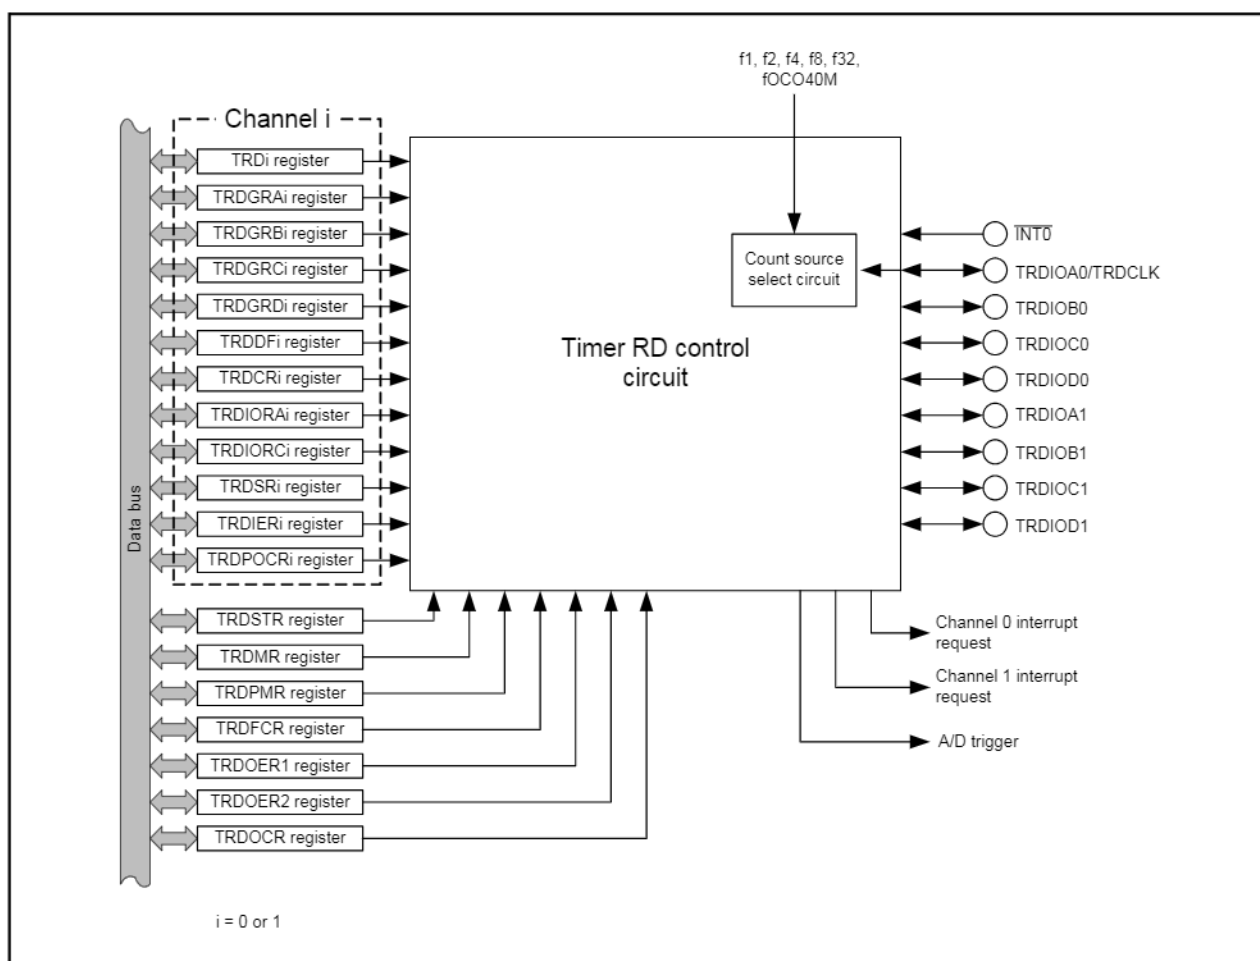 f1, f2, f4, f8, f32,
fOCO40M
Channel i
TRDi register
TRDGRAi register
TRDGRBi register
TRDGRCi register
TRDGRDi register
TRDDFi register
TRDCRi register
TRDIORAi register
TRDIORCi register
TRDSRi register
TRDIERi register
TRDPOCRi register
Data bus
TRDSTR register
TRDMR register
TRDPMR register
TRDFCR register
TRDOER1 register
TRDOER2 register
TRDOCR register
Count source
select circuit
Timer RD control
circuit
INT0
TRDIOA0/TRDCLK
TRDIOB0
TRDIOC0
TRDIOD0
TRDIOA1
TRDIOB1
TRDIOC1
TRDIOD1
Channel 0 interrupt
request
Channel 1 interrupt
request
A/D trigger
i = 0 or 1